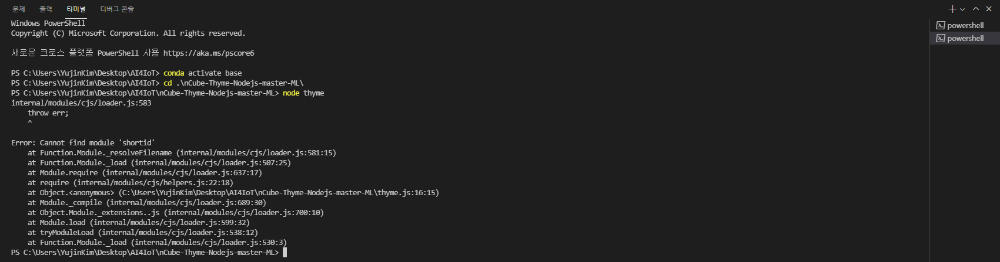 문제 출력 터미널 디버그 콘솔
Windows PowerShell
Copyright (C) Microsoft Corporation. All rights reserved.
새로운 크로스 플랫폼 PowerShell 사용 https://aka.ms/pscore6
PS C:\Users\YujinKim\Desktop\AI4IoT> conda activate base
PS C:\Users\YujinKim\Desktop\AI4IoT> cd .\nCube-Thyme-Nodejs-master-ML\
PS C:\Users\YujinKim\Desktop\AI4IoT\nCube-Thyme-Nodejs-master-ML> node thyme
internal/modules/cjs/loader.js:583
    throw err;
    ^
Error: Cannot find module 'shortid'
    at Function.Module._resolveFilename (internal/modules/cjs/loader.js:581:15)
    at Function.Module._load (internal/modules/cjs/loader.js:507:25)
    at Module.require (internal/modules/cjs/loader.js:637:17)
    at require (internal/modules/cjs/helpers.js:22:18)
    at Object.<anonymous> (C:\Users\YujinKim\Desktop\AI4IoT\nCube-Thyme-Nodejs-master-ML\thyme.js:16:15)
    at Module._compile (internal/modules/cjs/loader.js:689:30)
    at Object.Module._extensions..js (internal/modules/cjs/loader.js:700:10)
    at Module.load (internal/modules/cjs/loader.js:599:32)
    at tryModuleLoad (internal/modules/cjs/loader.js:538:12)
    at Function.Module._load (internal/modules/cjs/loader.js:530:3)
PS C:\Users\YujinKim\Desktop\AI4IoT\nCube-Thyme-Nodejs-master-ML>
powershell
powershell